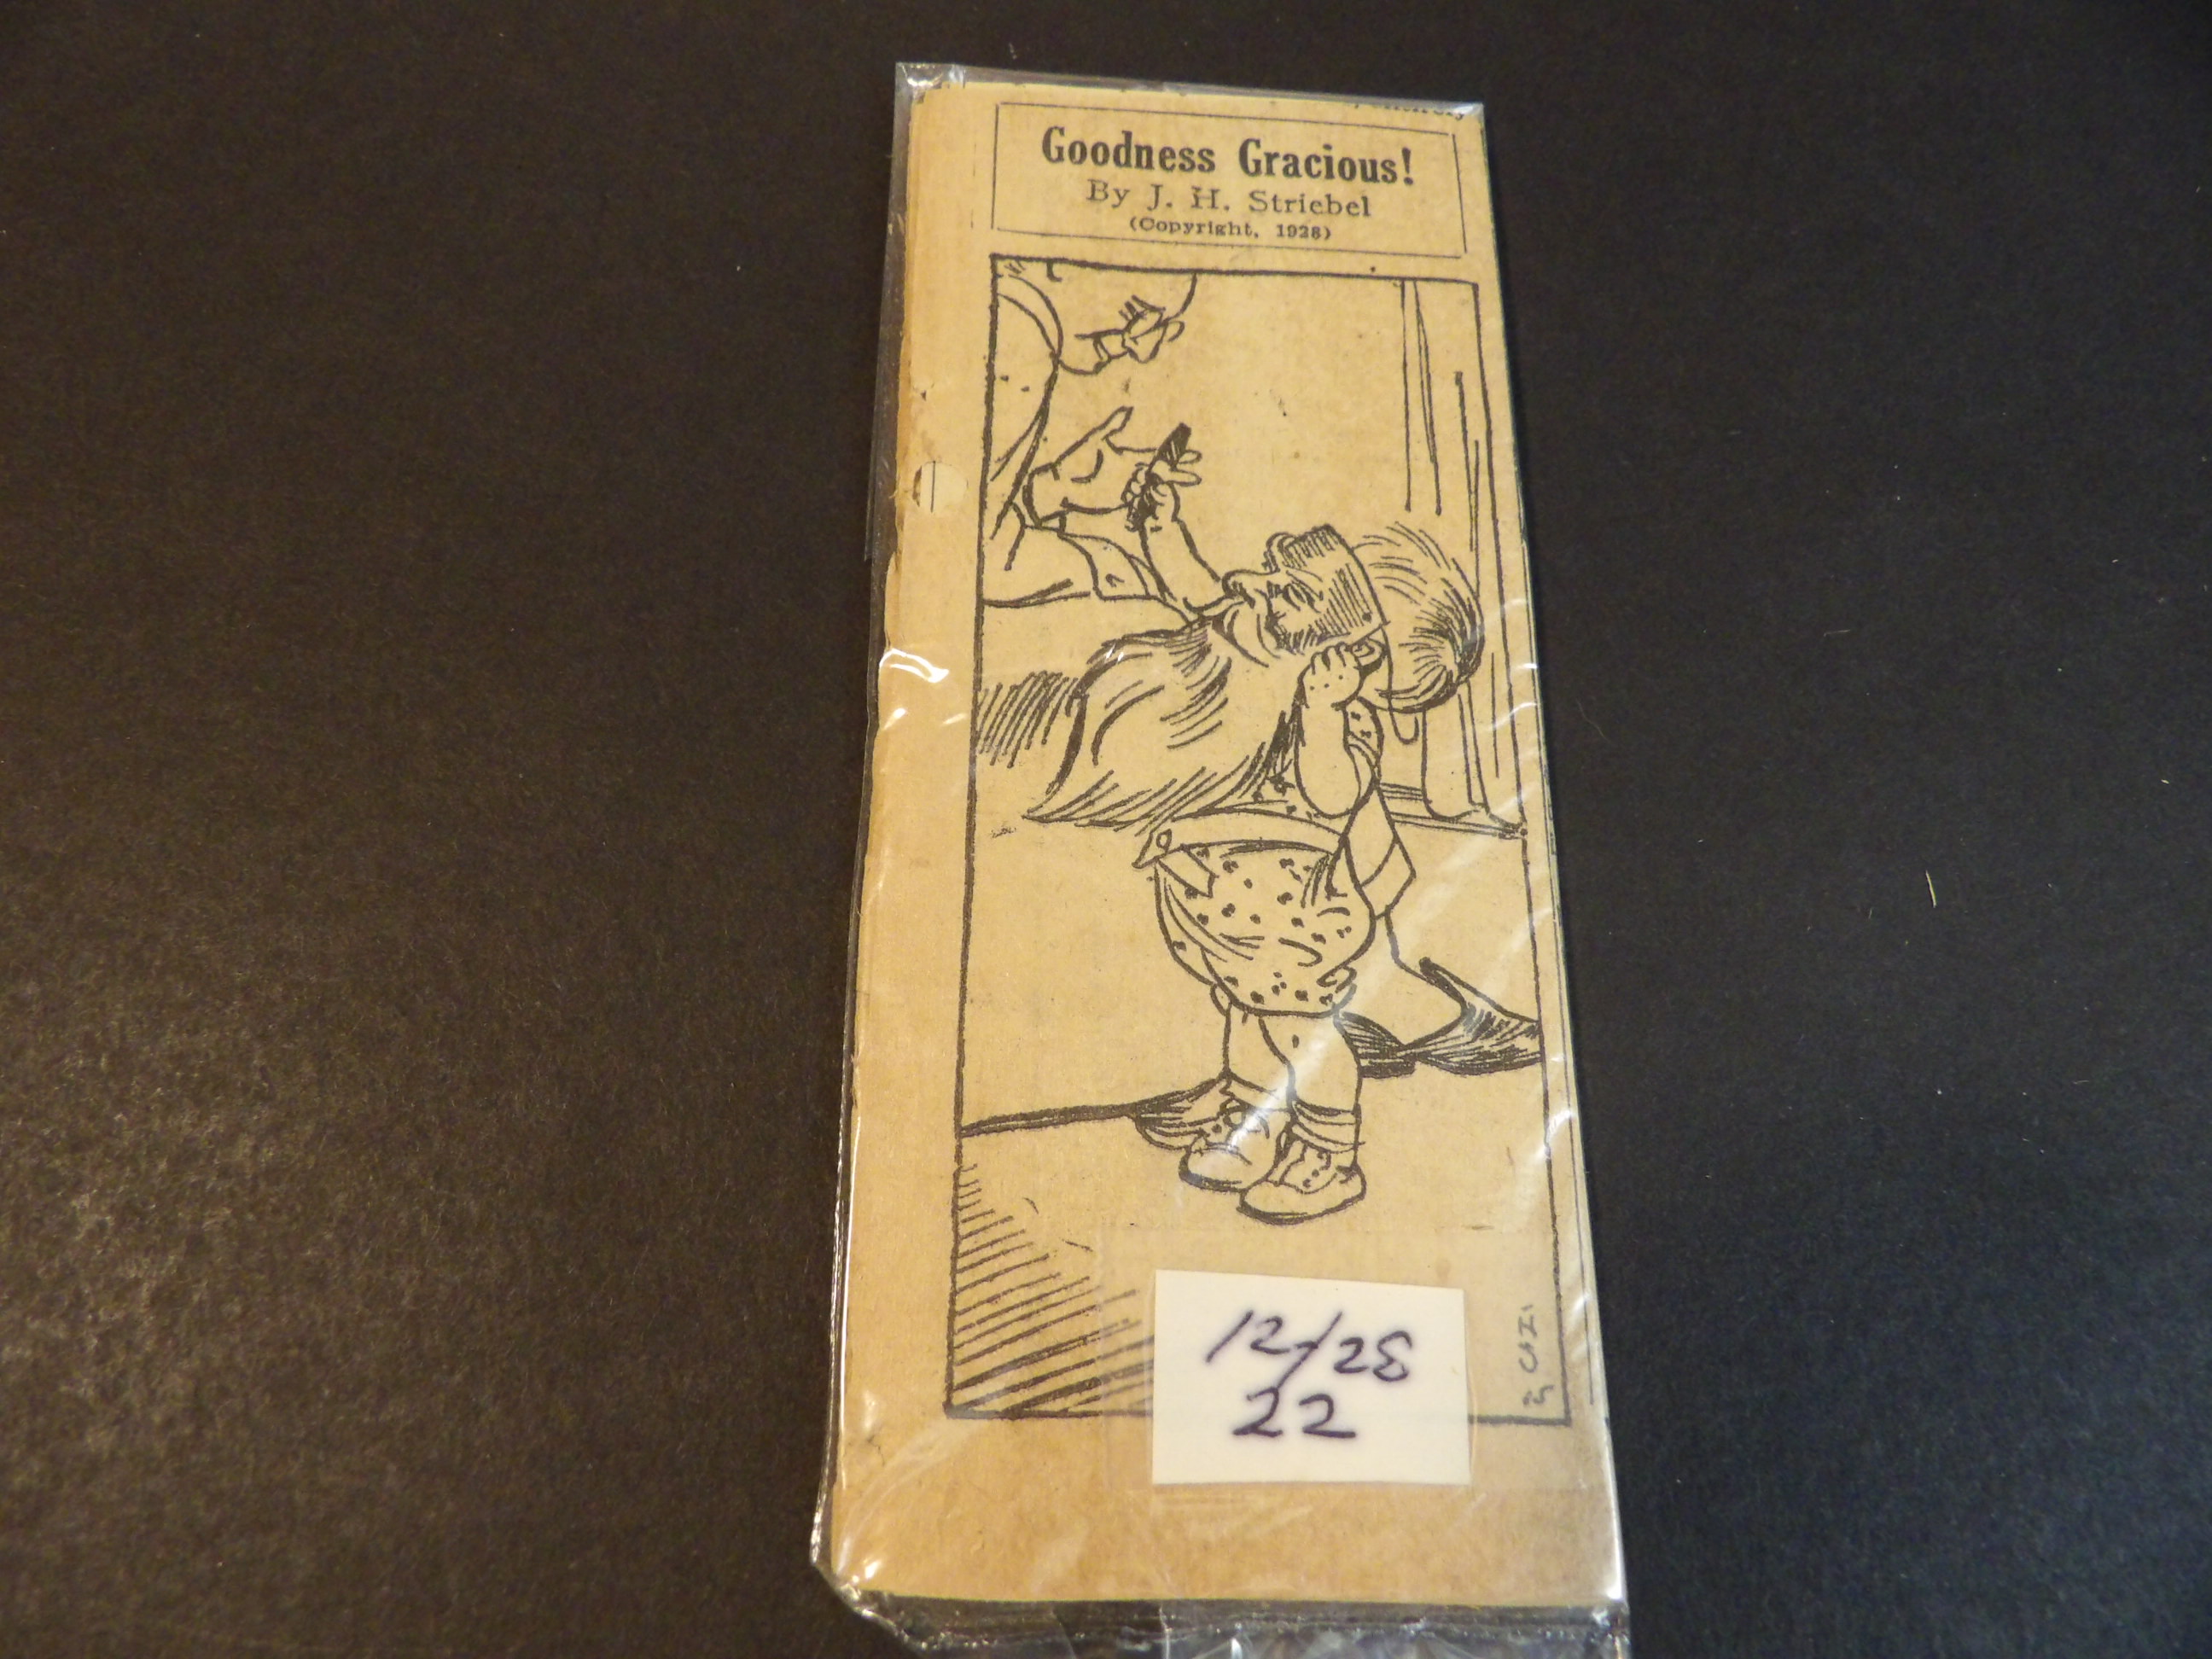 Goodness Gracious!
By J. H. Striebel
(Copyright, 1928)
12/28
22